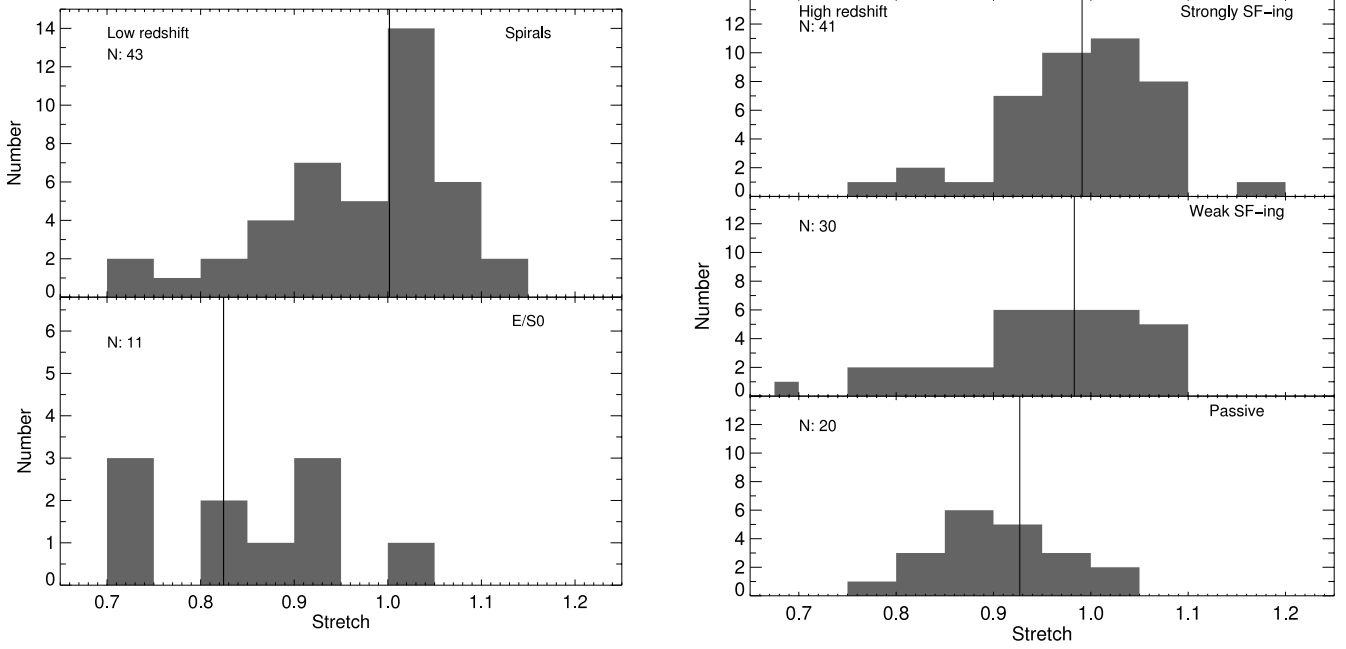 14
12
10
8
6
4
2
0
Number
Low redshift
N: 43
Spirals
6
5
4
3
2
1
0
Number
N: 11
E/S0
0.7 0.8 0.9 1.0 1.1 1.2
Stretch
12
10
8
6
4
2
0
High redshift
N: 41
Strongly SF-ing
12
10
8
6
4
2
0
Number
N: 30
Weak SF-ing
12
10
8
6
4
2
0
N: 20
Passive
0.7 0.8 0.9 1.0 1.1 1.2
Stretch